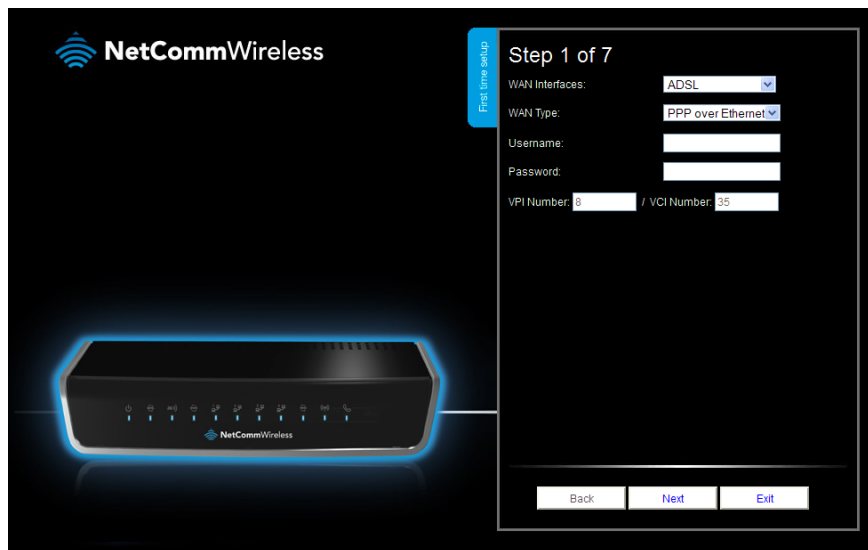 NetCommWireless
First time setup
Step 1 of 7
WAN Interfaces: ADSL
WAN Type: PPP over Ethernet
Username:
Password:
VPI Number: 8 / VCI Number: 35
NetCommWireless
Back Next Exit